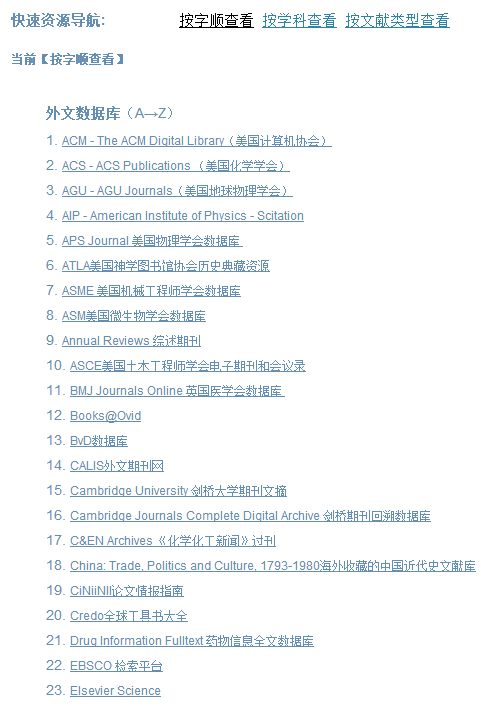 快速资源导航: 按字顺查看 按学科查看 按文献类型查看
当前【按字顺查看】
外文数据库（A→Z）
1. ACM - The ACM Digital Library（美国计算机协会）
2. ACS - ACS Publications （美国化学学会）
3. AGU - AGU Journals（美国地球物理学会）
4. AIP - American Institute of Physics - Scitation
5. APS Journal 美国物理学会数据库
6. ATLA美国神学图书馆协会历史典藏资源
7. ASME 美国机械工程师学会数据库
8. ASM美国微生物学会数据库
9. Annual Reviews 综述期刊
10. ASCE美国土木工程师学会电子期刊和会议录
11. BMJ Journals Online 英国医学会数据库
12. Books@Ovid
13. BvD数据库
14. CALIS外文期刊网
15. Cambridge University 剑桥大学期刊文摘
16. Cambridge Journals Complete Digital Archive 剑桥期刊回溯数据库
17. C&EN Archives 《化学化工新闻》过刊
18. China: Trade, Politics and Culture, 1793-1980海外收藏的中国近代史文献库
19. CiNiiNII论文情报指南
20. Credo全球工具书大全
21. Drug Information Fulltext 药物信息全文数据库
22. EBSCO 检索平台
23. Elsevier Science